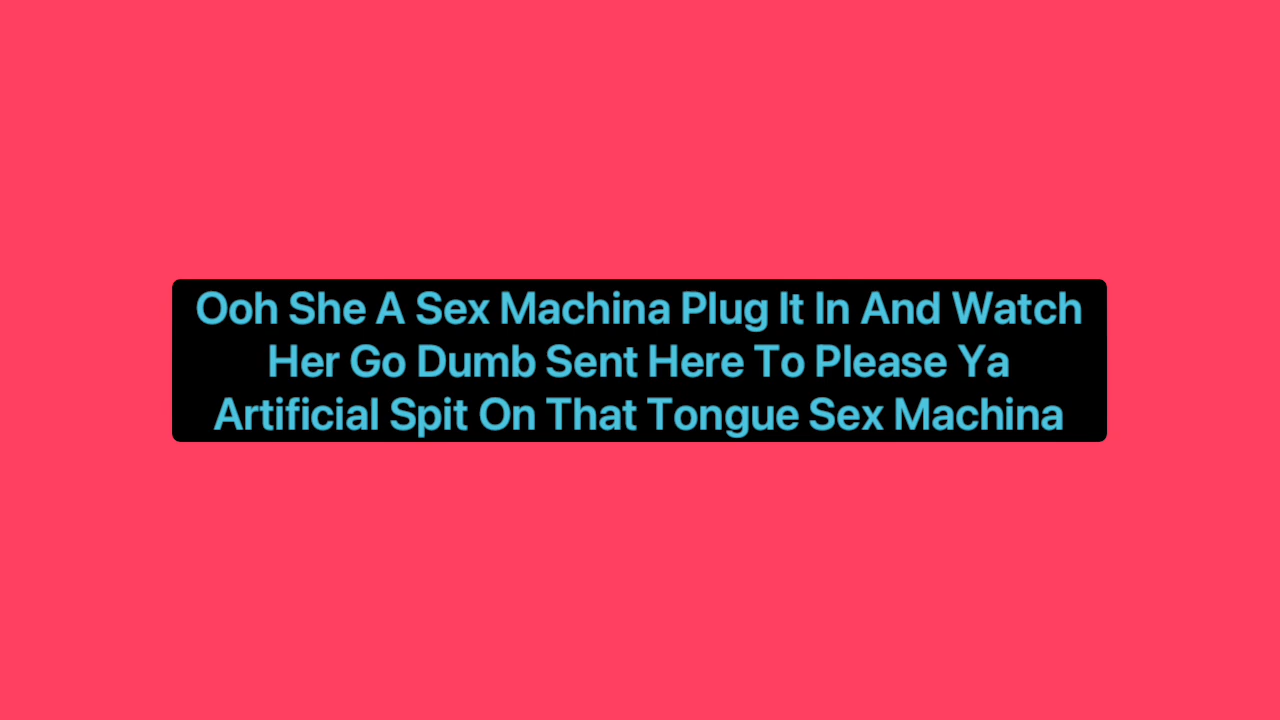 Ooh She A Sex Machina Plug It In And Watch
Her Go Dumb Sent Here To Please Ya
Artificial Spit On That Tongue Sex Machina